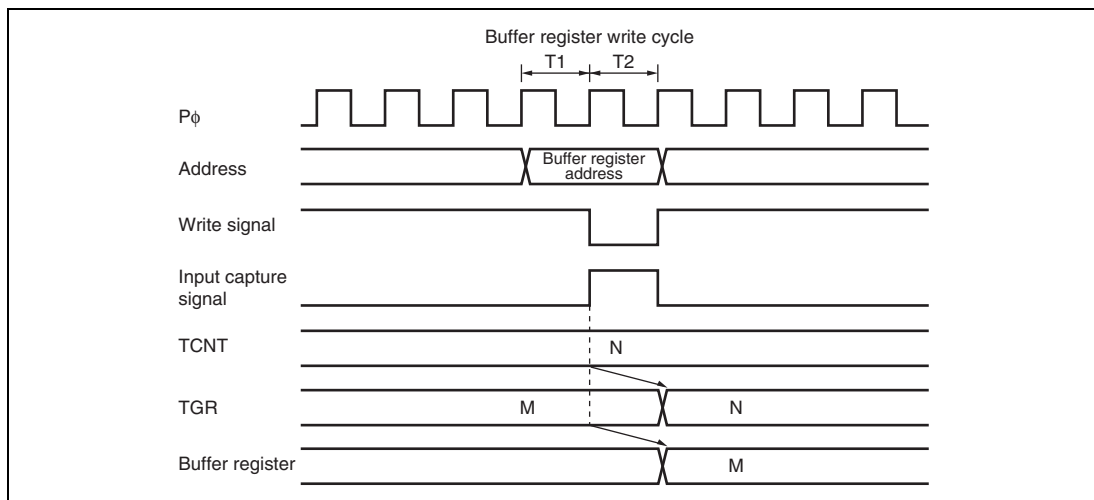 Buffer register write cycle
T1 T2
Pϕ
Address
Buffer register
address
Write signal
Input capture
signal
TCNT
N
TGR
M N
Buffer register
M